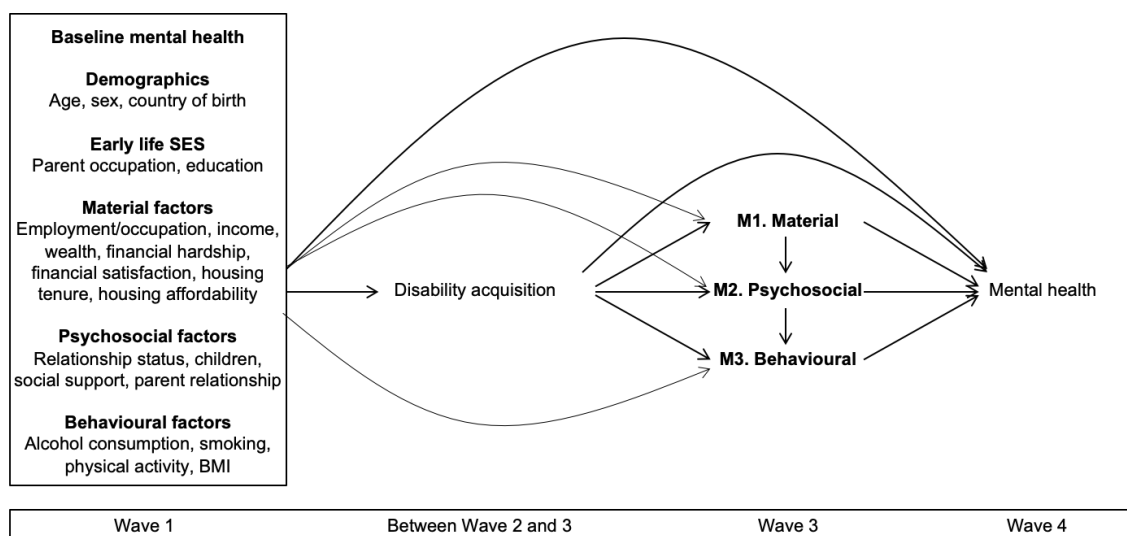 Baseline mental health
Demographics
Age, sex, country of birth
Early life SES
Parent occupation, education
Material factors
Employment/occupation, income,
wealth, financial hardship,
financial satisfaction, housing
tenure, housing affordability
Psychosocial factors
Relationship status, children,
social support, parent relationship
Behavioural factors
Alcohol consumption, smoking,
physical activity, BMI
Disability acquisition
M1. Material
M2. Psychosocial
M3. Behavioural
Mental health
Wave 1
Between Wave 2 and 3
Wave 3
Wave 4